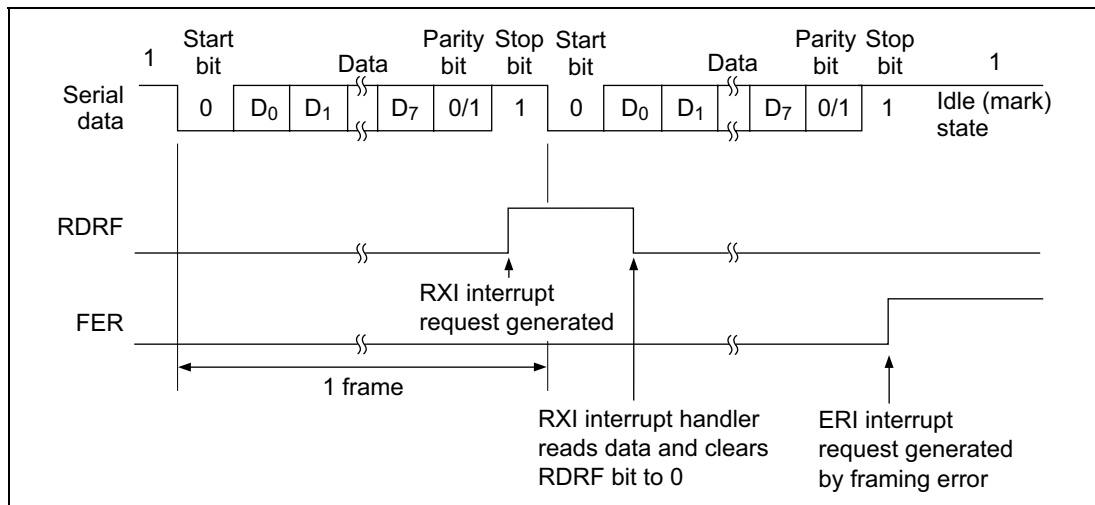 Start Parity Stop Start Parity Stop
1 bit Data bit bit bit Data bit bit 1
Serial data
0 D0 D1 D7 0/1 1 0 D0 D1 D7 0/1 1
Idle (mark)
state
RDRF
RXI interrupt
request generated
FER
1 frame
RXI interrupt handler
reads data and clears
RDRF bit to 0
ERI interrupt
request generated
by framing error